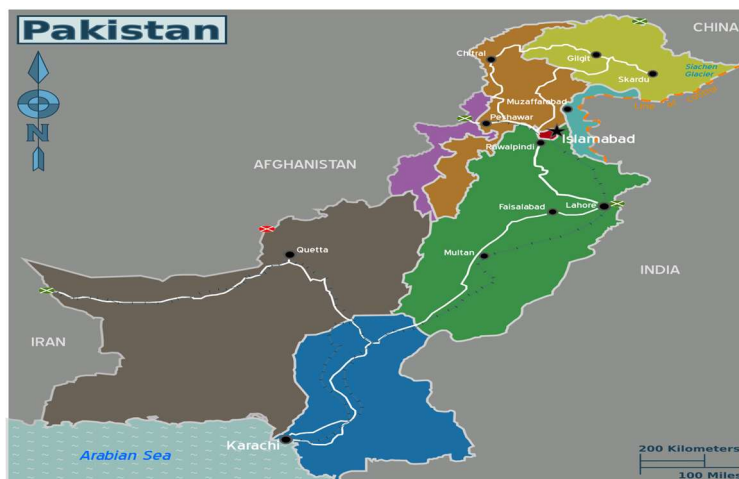 Pakistan
CHINA
Chitral
Gilgit
Siachen
Glacier
Skardu
Muzaffarabad
Peshawar
Islamabad
Rawalpindi
AFGHANISTAN
Faisalabad
Lahore
Quetta
Multan
INDIA
IRAN
Karachi
Arabian Sea
200 Kilometers
100 Miles
N